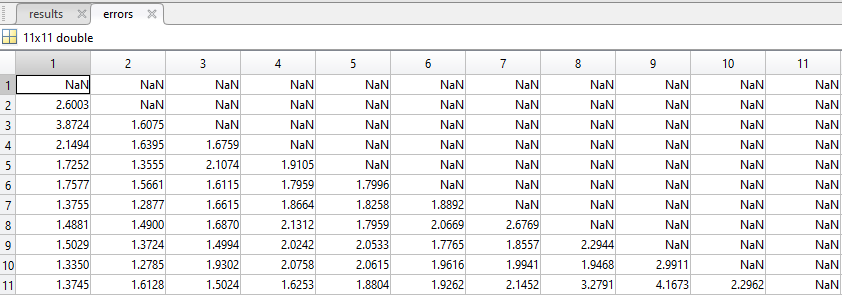 results errors
11x11 double
1 2 3 4 5 6 7 8 9 10 11
1 NaN NaN NaN NaN NaN NaN NaN NaN NaN NaN NaN
2 2.6003 NaN NaN NaN NaN NaN NaN NaN NaN NaN NaN
3 3.8724 1.6075 NaN NaN NaN NaN NaN NaN NaN NaN NaN
4 2.1494 1.6395 1.6759 NaN NaN NaN NaN NaN NaN NaN NaN
5 1.7252 1.3555 2.1074 1.9105 NaN NaN NaN NaN NaN NaN NaN
6 1.7577 1.5661 1.6115 1.7959 1.7996 NaN NaN NaN NaN NaN NaN
7 1.3755 1.2877 1.6615 1.8664 1.8258 1.8892 NaN NaN NaN NaN NaN
8 1.4881 1.4900 1.6870 2.1312 1.7959 2.0669 2.6769 NaN NaN NaN NaN
9 1.5029 1.3724 1.4994 2.0242 2.0533 1.7765 1.8557 2.2944 NaN NaN NaN
10 1.3350 1.2785 1.9302 2.0758 2.0615 1.9616 1.9941 1.9468 2.9911 NaN NaN
11 1.3745 1.6128 1.5024 1.6253 1.8804 1.9262 2.1452 3.2791 4.1673 2.2962 NaN